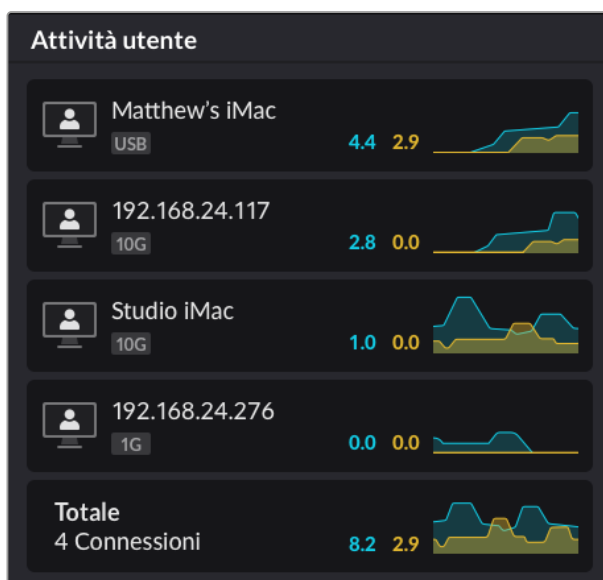 Attività utente
Matthew's iMac
USB
4.4 2.9
192.168.24.117
10G
2.8 0.0
Studio iMac
10G
1.0 0.0
192.168.24.276
1G
0.0 0.0
Totale
4 Connessioni
8.2 2.9